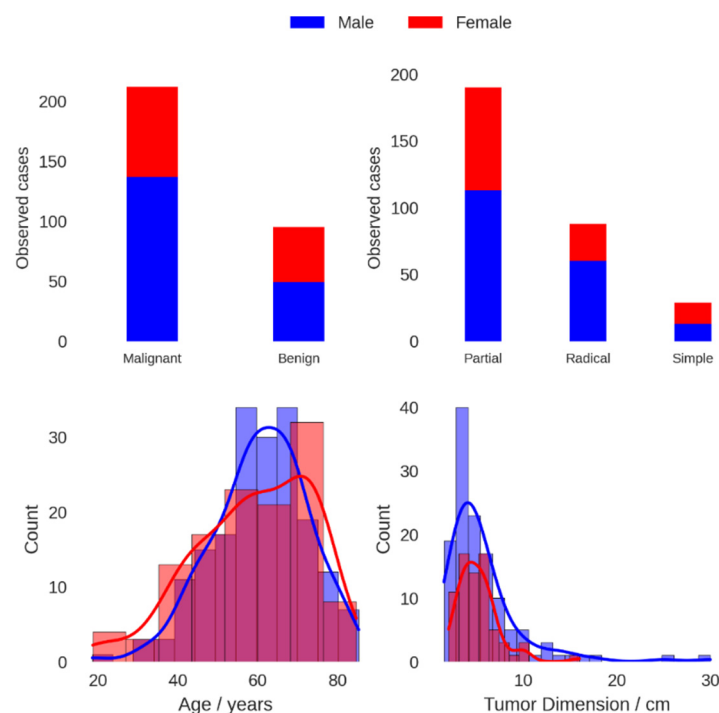 Male Female
Observed cases
200
150
100
50
0
Malignant Benign
Observed cases
200
150
100
50
0
Partial Radical Simple
Count
30
20
10
0
20 40 60 80
Age / years
Count
40
30
20
10
0
10 20 30
Tumor Dimension / cm